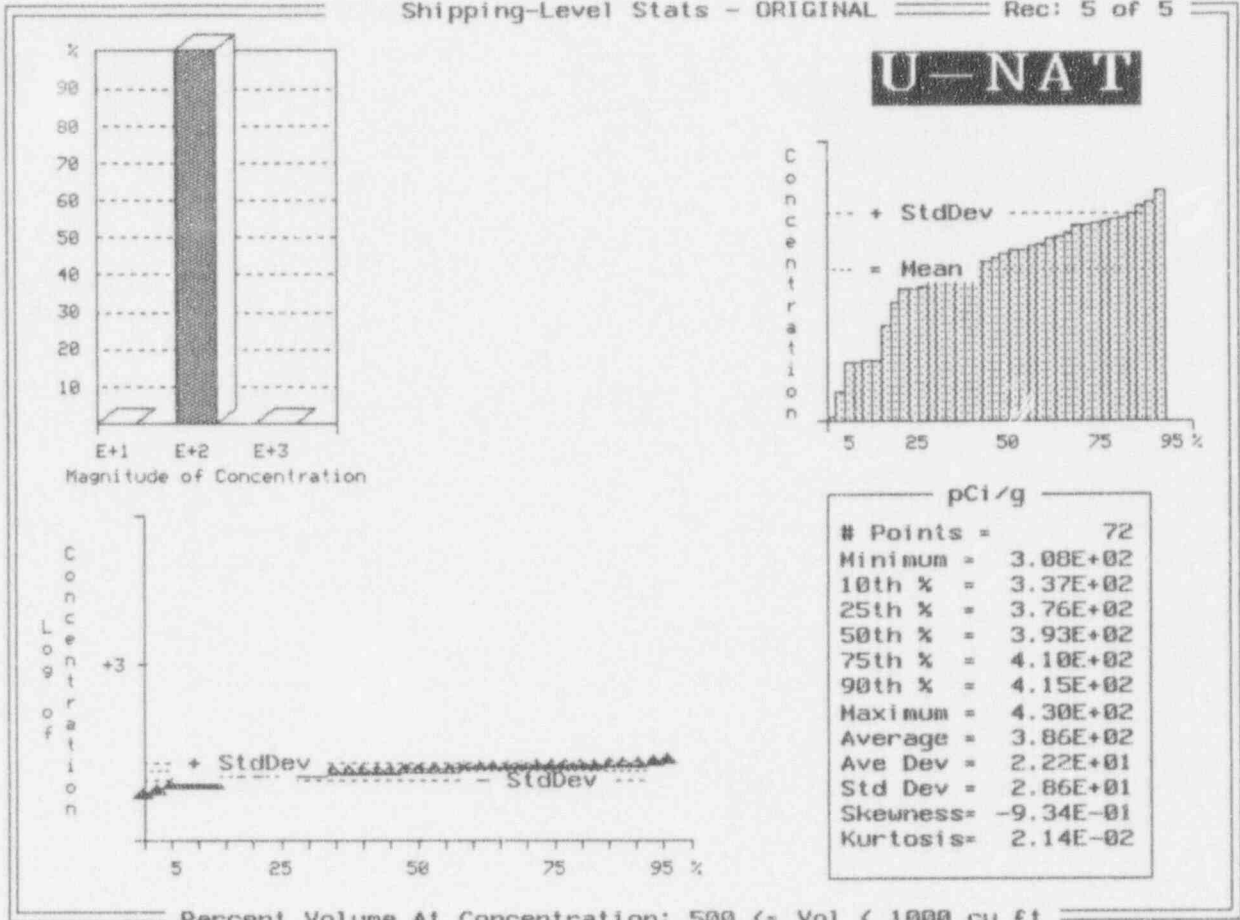 Shipping-Level Stats - ORIGINAL Rec: 5 of 5
%
90
80
70
60
50
40
30
20
10
E+1 E+2 E+3
Magnitude of Concentration
U-NAT
Concentration
+ StdDev
= Mean
5 25 50 75 95 %
Log of Concentration
+3
+ StdDev
- StdDev
5 25 50 75 95 %
pCi/g
# Points = 72
Minimum = 3.08E+02
10th % = 3.37E+02
25th % = 3.76E+02
50th % = 3.93E+02
75th % = 4.10E+02
90th % = 4.15E+02
Maximum = 4.30E+02
Average = 3.86E+02
Ave Dev = 2.22E+01
Std Dev = 2.86E+01
Skewness= -9.34E-01
Kurtosis= 2.14E-02
Percent Volume At Concentration: 500 <= Vol < 1000 cu ft